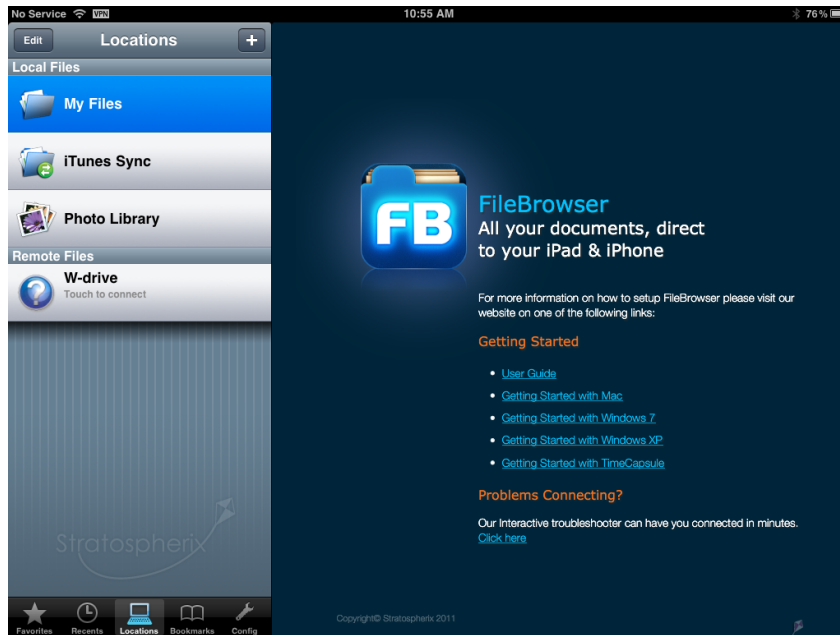 No Service VPN 10:55 AM 76%
Edit Locations +
Local Files
My Files
iTunes Sync
Photo Library
Remote Files
W-drive
Touch to connect
Stratospherix
Favorites Recents Locations Bookmarks Config
FB
FileBrowser
All your documents, direct
to your iPad & iPhone
For more information on how to setup FileBrowser please visit our
website on one of the following links:
Getting Started
• User Guide
• Getting Started with Mac
• Getting Started with Windows 7
• Getting Started with Windows XP
• Getting Started with TimeCapsule
Problems Connecting?
Our Interactive troubleshooter can have you connected in minutes.
Click here
Copyright© Stratospherix 2011